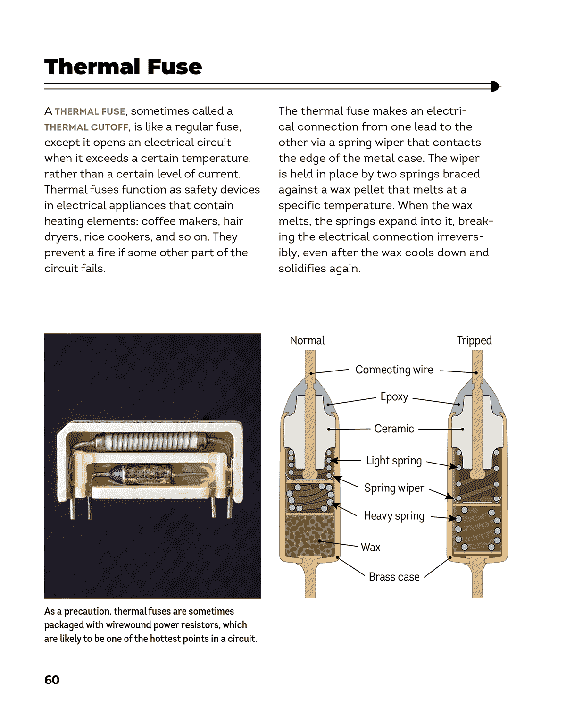 Thermal Fuse
A THERMAL FUSE, sometimes called a
THERMAL CUTOFF, is like a regular fuse,
except it opens an electrical circuit
when it exceeds a certain temperature,
rather than a certain level of current.
Thermal fuses function as safety devices
in electrical appliances that contain
heating elements: coffee makers, hair
dryers, rice cookers, and so on. They
prevent a fire if some other part of the
circuit fails.
The thermal fuse makes an electri-
cal connection from one lead to the
other via a spring wiper that contacts
the edge of the metal case. The wiper
is held in place by two springs braced
against a wax pellet that melts at a
specific temperature. When the wax
melts, the springs expand into it, break-
ing the electrical connection irrevers-
ibly, even after the wax cools down and
solidifies again.
Normal
Tripped
Connecting wire
Epoxy
Ceramic
Light spring
Spring wiper
Heavy spring
Wax
Brass case
As a precaution, thermal fuses are sometimes
packaged with wirewound power resistors, which
are likely to be one of the hottest points in a circuit.
60